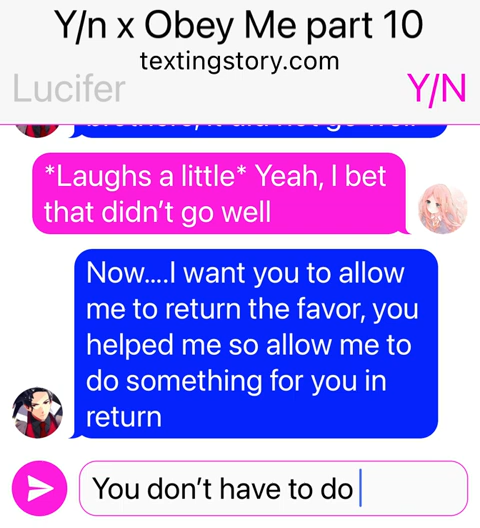 Y/n x Obey Me part 10
textingstory.com
Lucifer
Y/N
*Laughs a little* Yeah, I bet
that didn’t go well
Now....I want you to allow
me to return the favor, you
helped me so allow me to
do something for you in
return
You don’t have to do